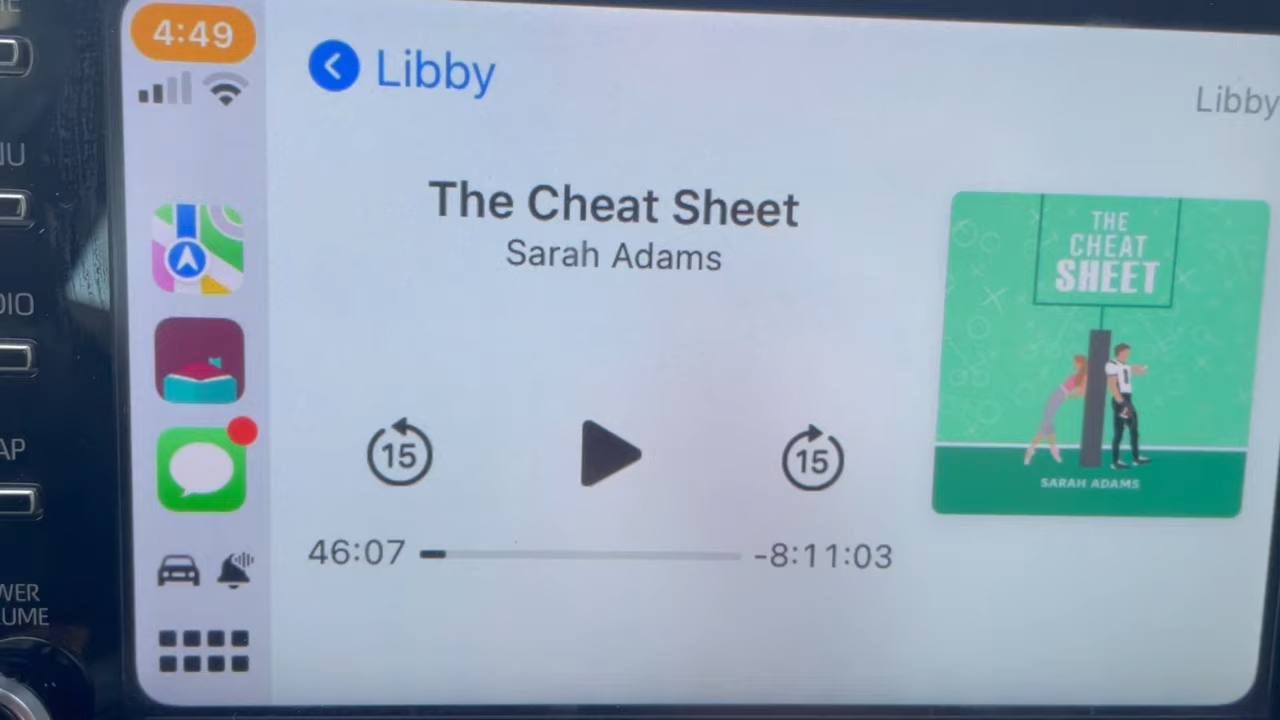 4:49
Libby
Libby
The Cheat Sheet
Sarah Adams
THE
CHEAT
SHEET
SARAH ADAMS
15
15
46:07
-8:11:03
NU
DIO
AP
WER
UME